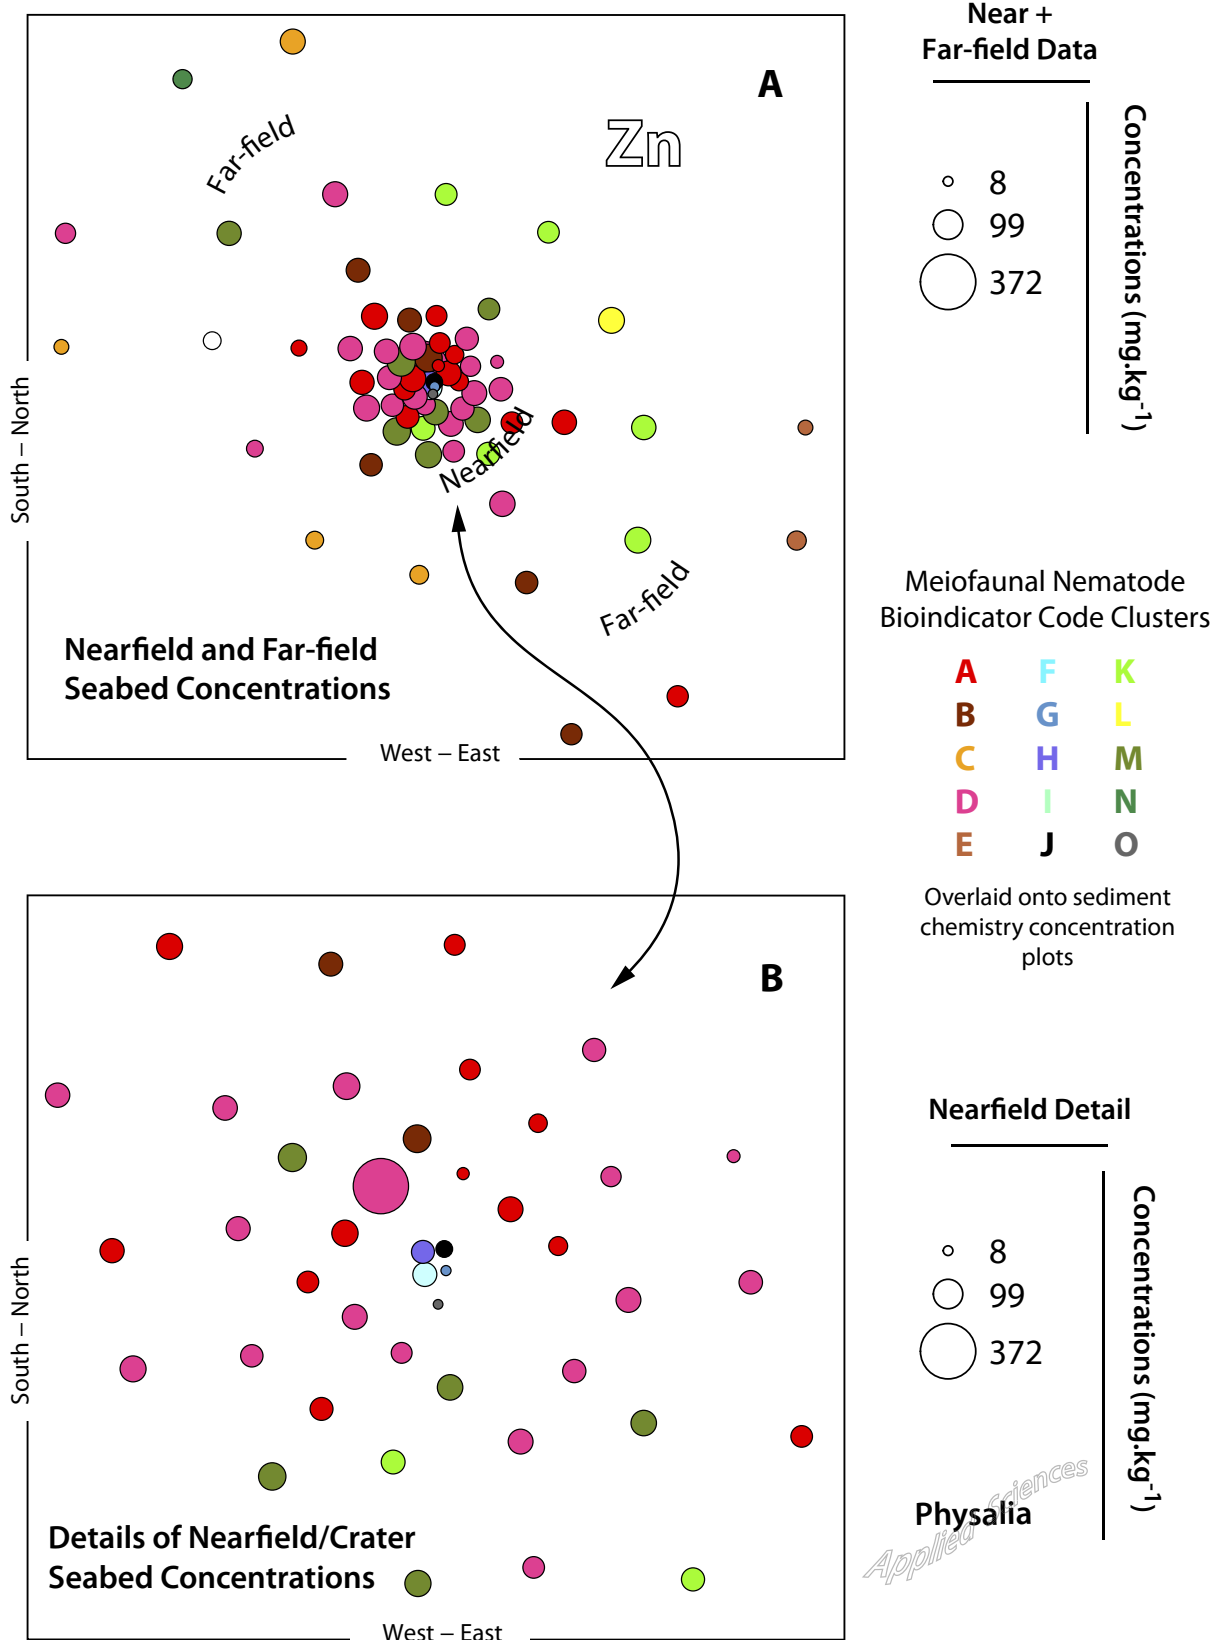 Near +
Far-field Data
A
Zn
Far-field
8
99
372
Concentrations (mg.kg-1)
South – North
Nearfield
Far-field
Nearfield and Far-field
Seabed Concentrations
West – East
Meiofaunal Nematode
Bioindicator Code Clusters
A F K
B G L
C H M
D I N
E J O
Overlaid onto sediment
chemistry concentration
plots
B
South – North
Nearfield Detail
8
99
372
Concentrations (mg.kg-1)
Details of Nearfield/Crater
Seabed Concentrations
West – East
Physalia
Applied Sciences